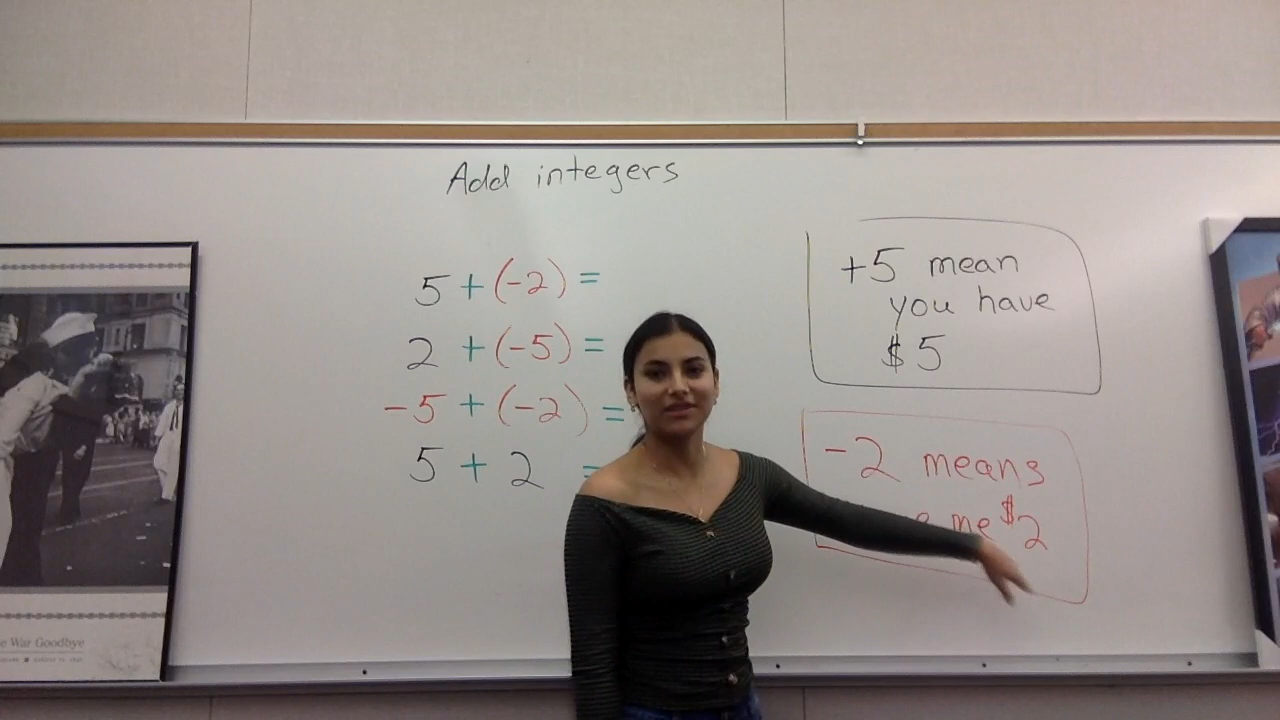 Add integers
5 + (-2) =
2 + (-5) =
-5 + (-2) =
5 + 2 =
+5 mean
you have
$5
-2 means
me $2
War Goodbye